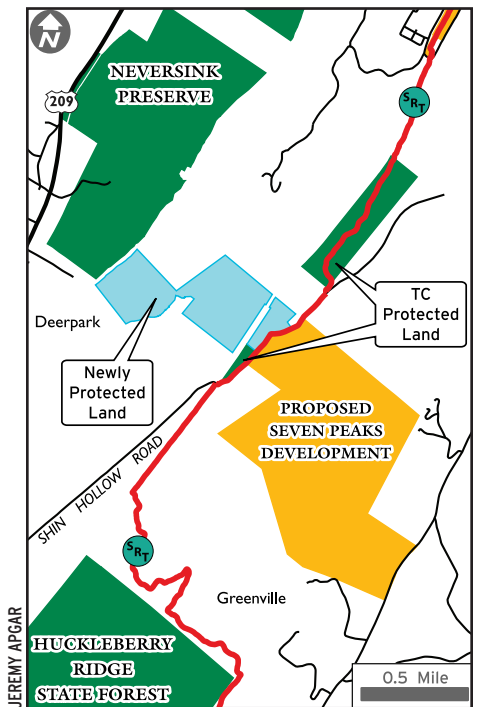 N
NEVERSINK
PRESERVE
209
SRT
TC
Protected
Land
Deerpark
Newly
Protected
Land
PROPOSED
SEVEN PEAKS
DEVELOPMENT
SHIN HOLLOW ROAD
SRT
Greenville
HUCKLEBERRY
RIDGE
STATE FOREST
0.5 Mile
JEREMY APGAR